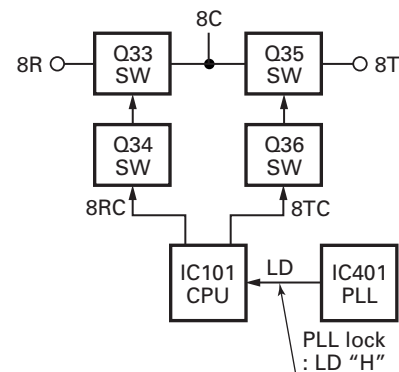 8C
8R
Q33
SW
Q35
SW
8T
Q34
SW
Q36
SW
8RC
8TC
IC101
CPU
LD
IC401
PLL
PLL lock
: LD “H”